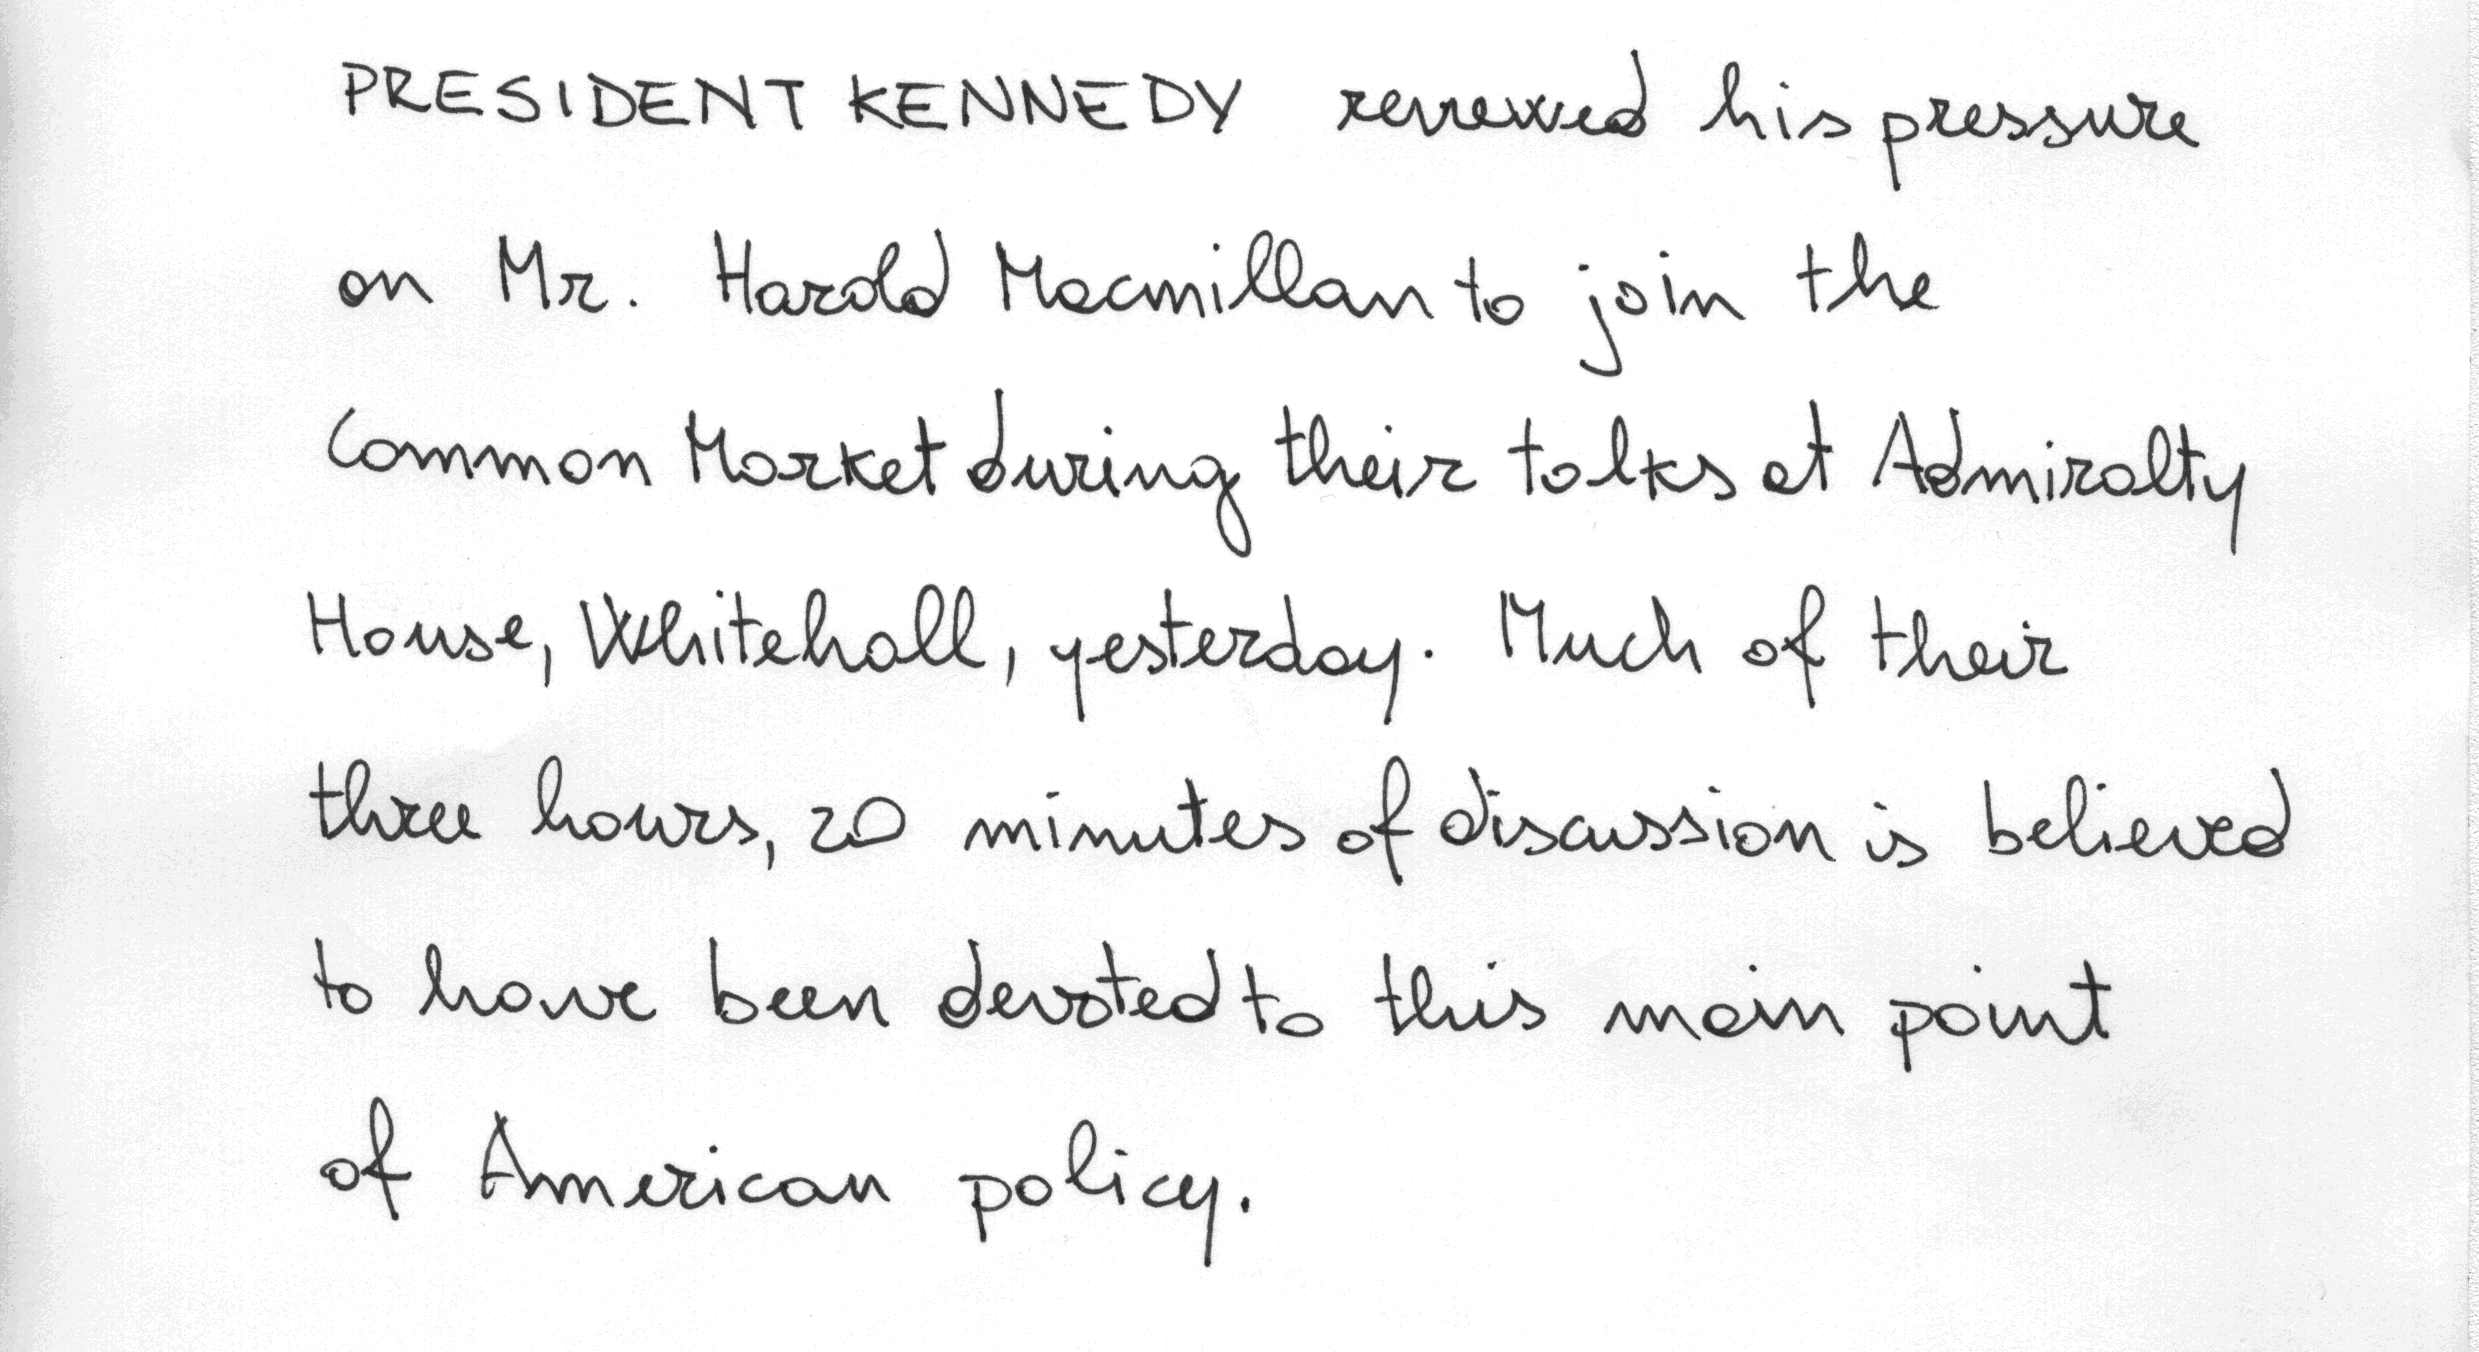 PRESIDENT KENNEDY renewed his pressure
on Mr. Harold Macmillan to join the
Common Market during their talks at Admiralty
House, Whitehall, yesterday. Much of their
three hours, 20 minutes of discussion is believed
to have been devoted to this main point
of American policy.